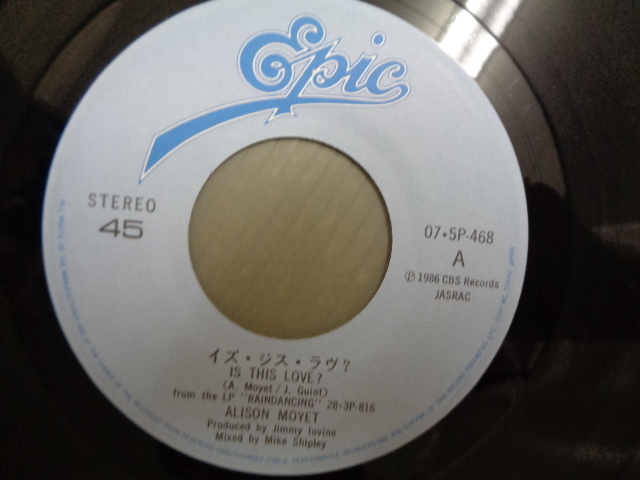 Epic
STEREO
45
07・5P-468
A
Ⓟ 1986 CBS Records
JASRAC
イズ・ジス・ラヴ?
IS THIS LOVE?
(A. Moyet / J. Guiot)
from the LP "RAINDANCING" 28-3P-816
ALISON MOYET
Produced by Jimmy Iovine
Mixed by Mike Shipley